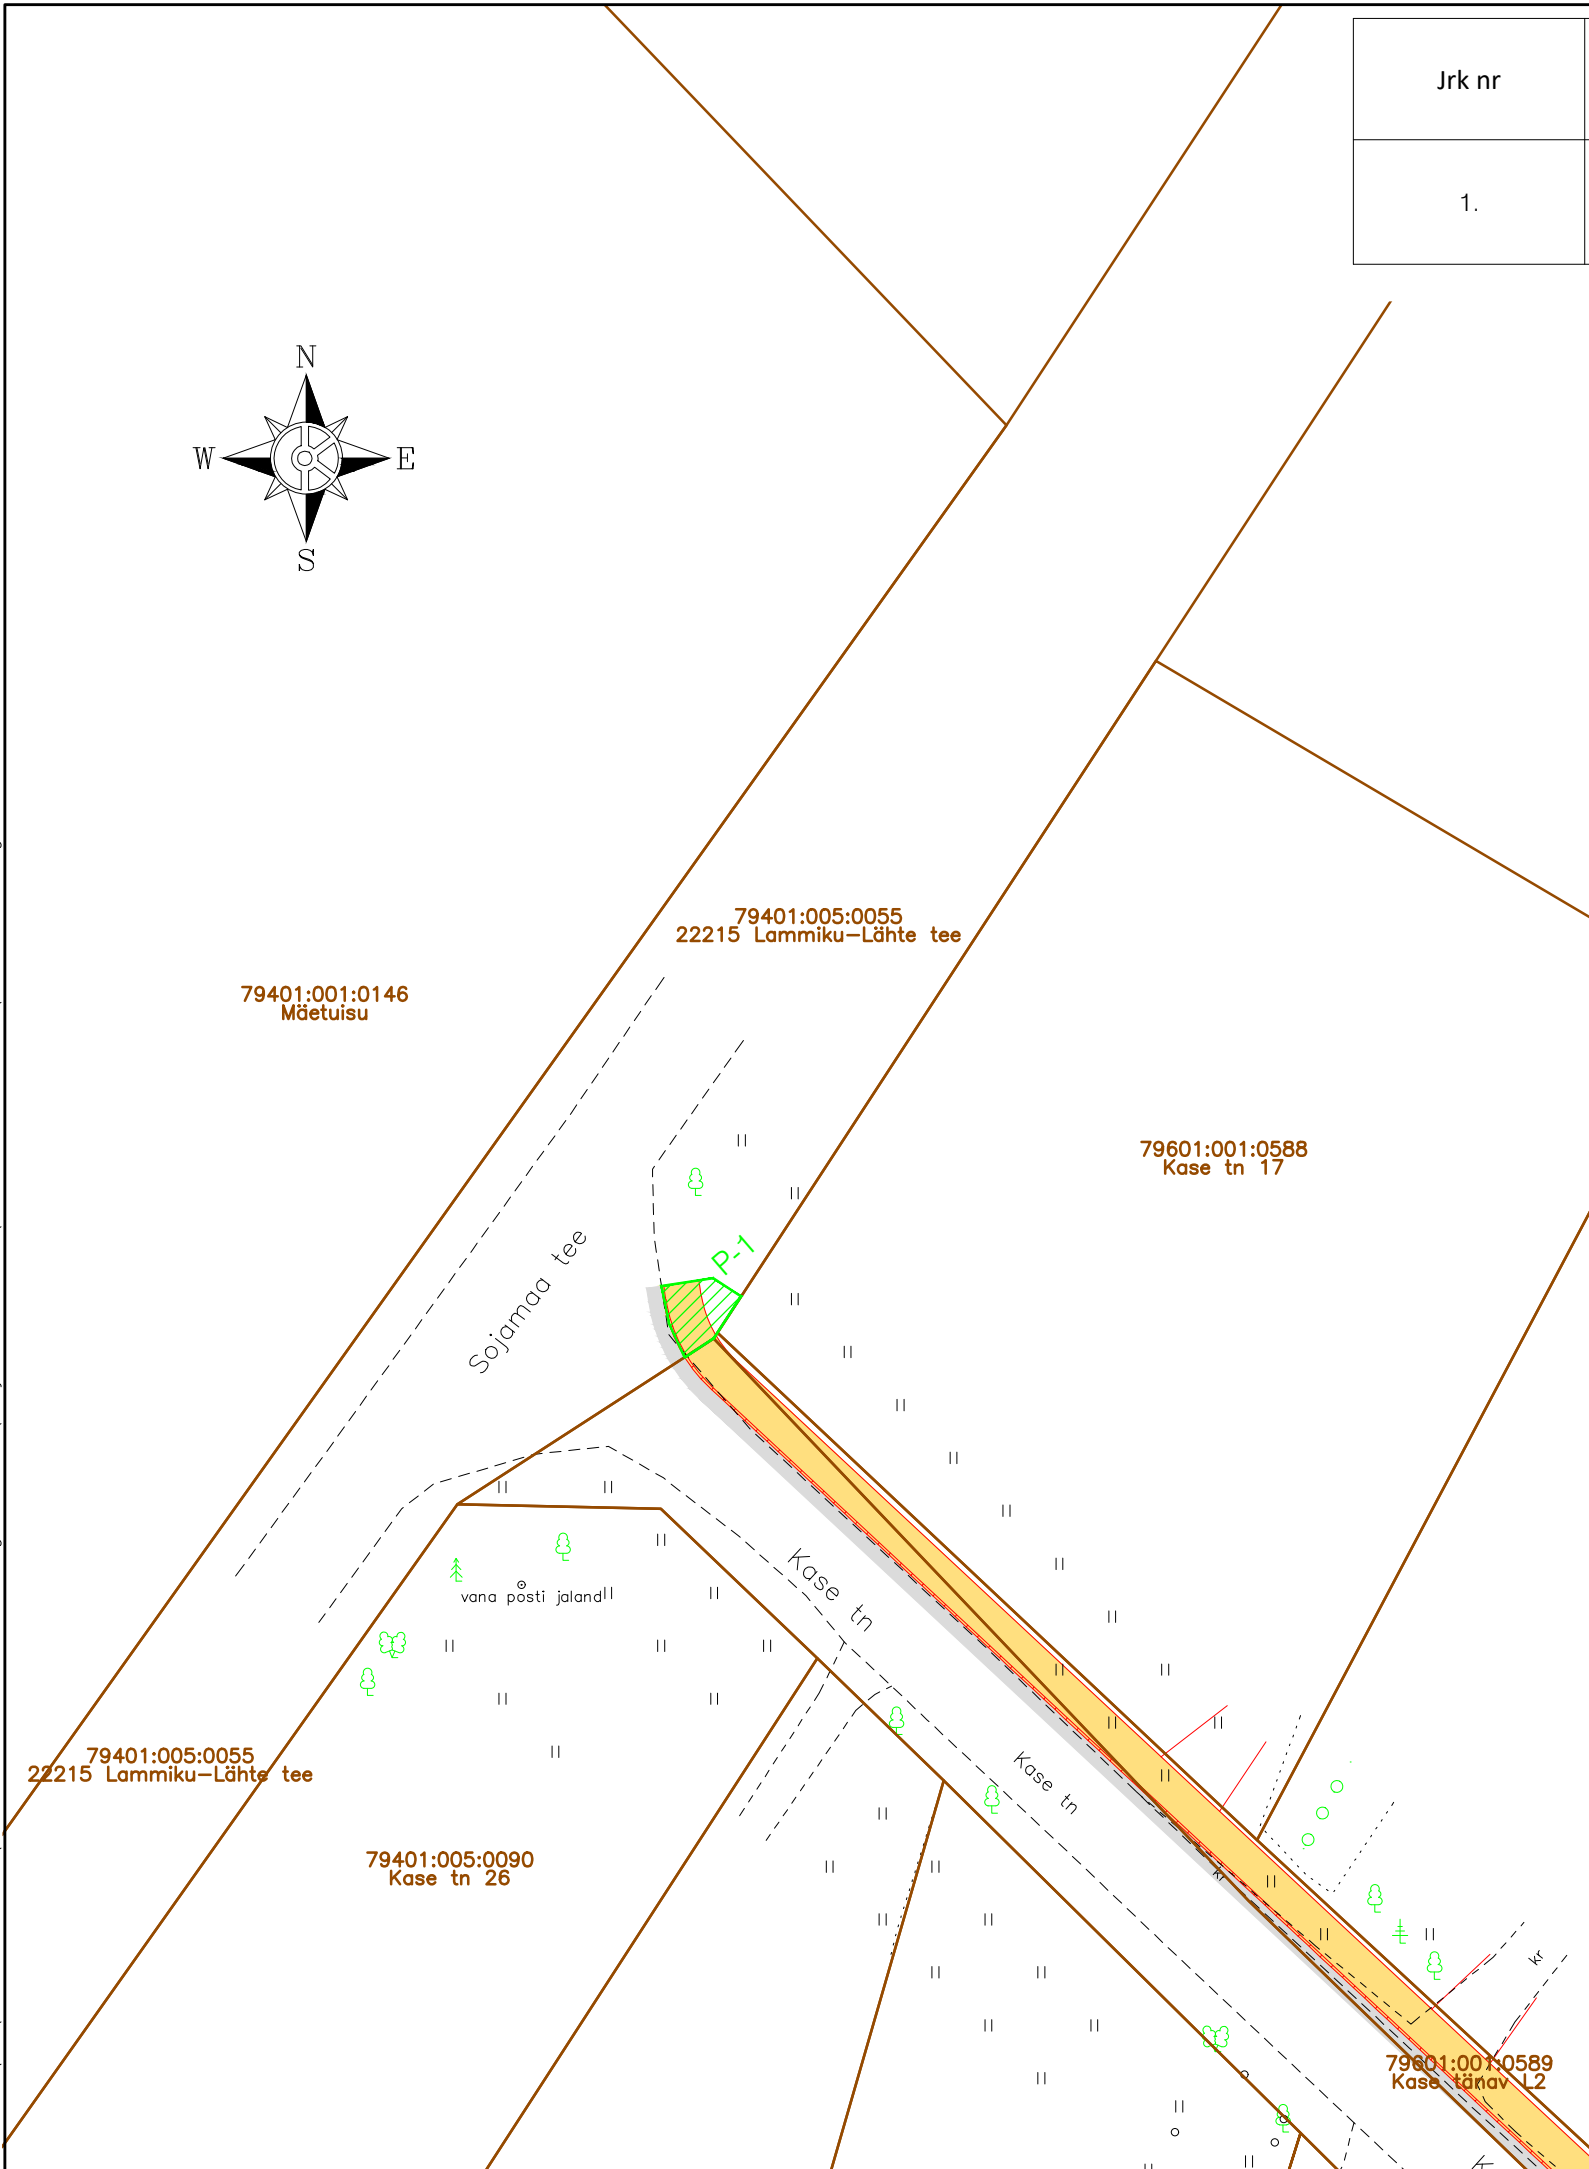 Jrk nr
1.
N
W
E
S
79401:005:0055
22215 Lammiku-Lähte tee
79401:001:0146
Mäetuisu
79601:001:0588
Kase tn 17
P-1
Sojamaa tee
Kase tn
vana posti jaland
Kase tn
79401:005:0055
22215 Lammiku-Lähte tee
79401:005:0090
Kase tn 26
kr
kr
79601:001:0589
Kase tänav L2